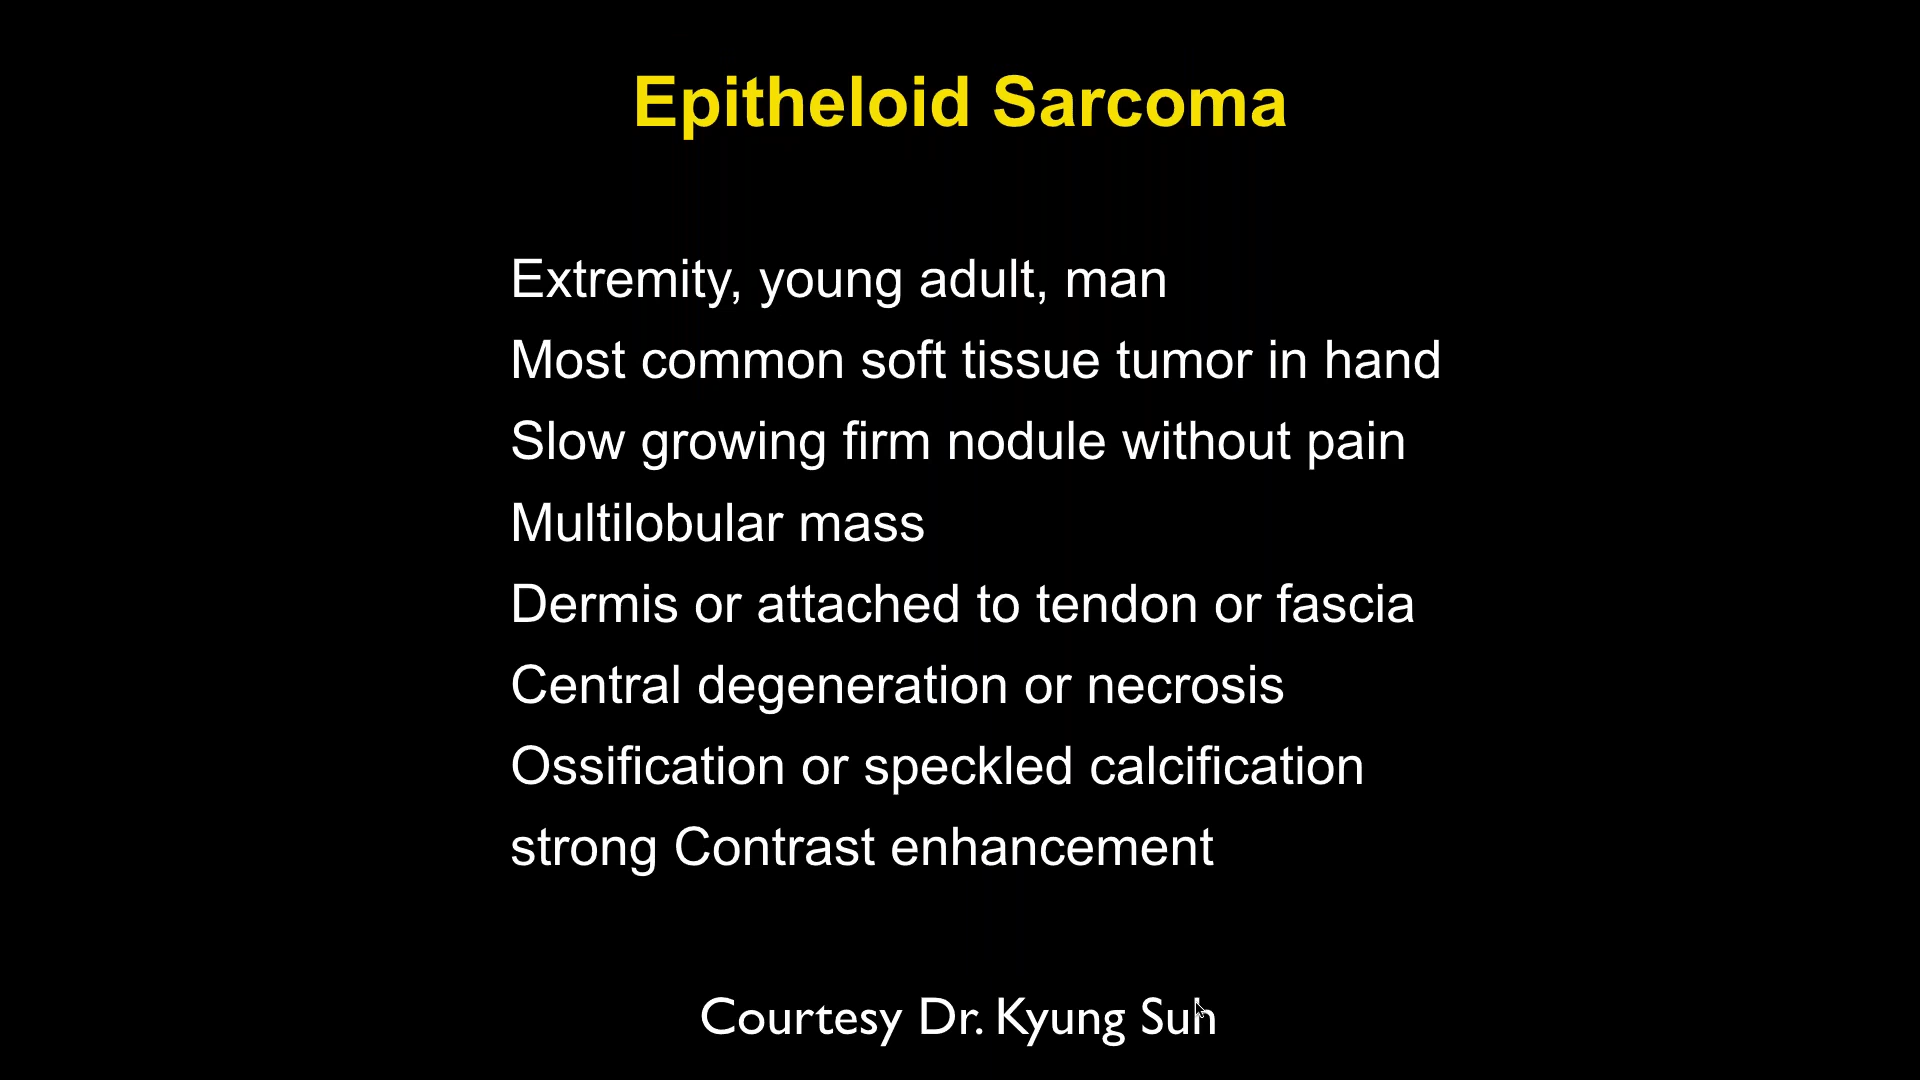 Epitheloid Sarcoma
Extremity, young adult, man
Most common soft tissue tumor in hand
Slow growing firm nodule without pain
Multilobular mass
Dermis or attached to tendon or fascia
Central degeneration or necrosis
Ossification or speckled calcification
strong Contrast enhancement
Courtesy Dr. Kyung Suh